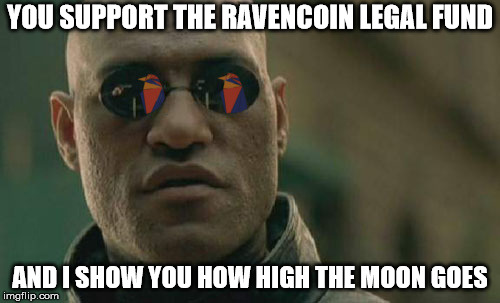 YOU SUPPORT THE RAVENCOIN LEGAL FUND
AND I SHOW YOU HOW HIGH THE MOON GOES
imgflip.com